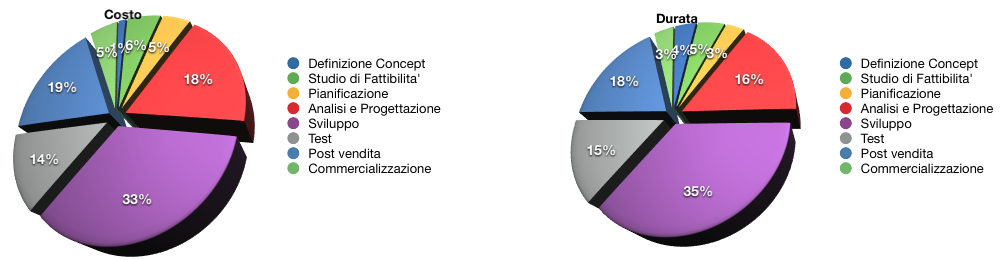 Costo
5%
1%
6%
5%
18%
19%
14%
33%
Definizione Concept
Studio di Fattibilita'
Pianificazione
Analisi e Progettazione
Sviluppo
Test
Post vendita
Commercializzazione
Durata
3%
4%
5%
3%
16%
18%
15%
35%
Definizione Concept
Studio di Fattibilita'
Pianificazione
Analisi e Progettazione
Sviluppo
Test
Post vendita
Commercializzazione